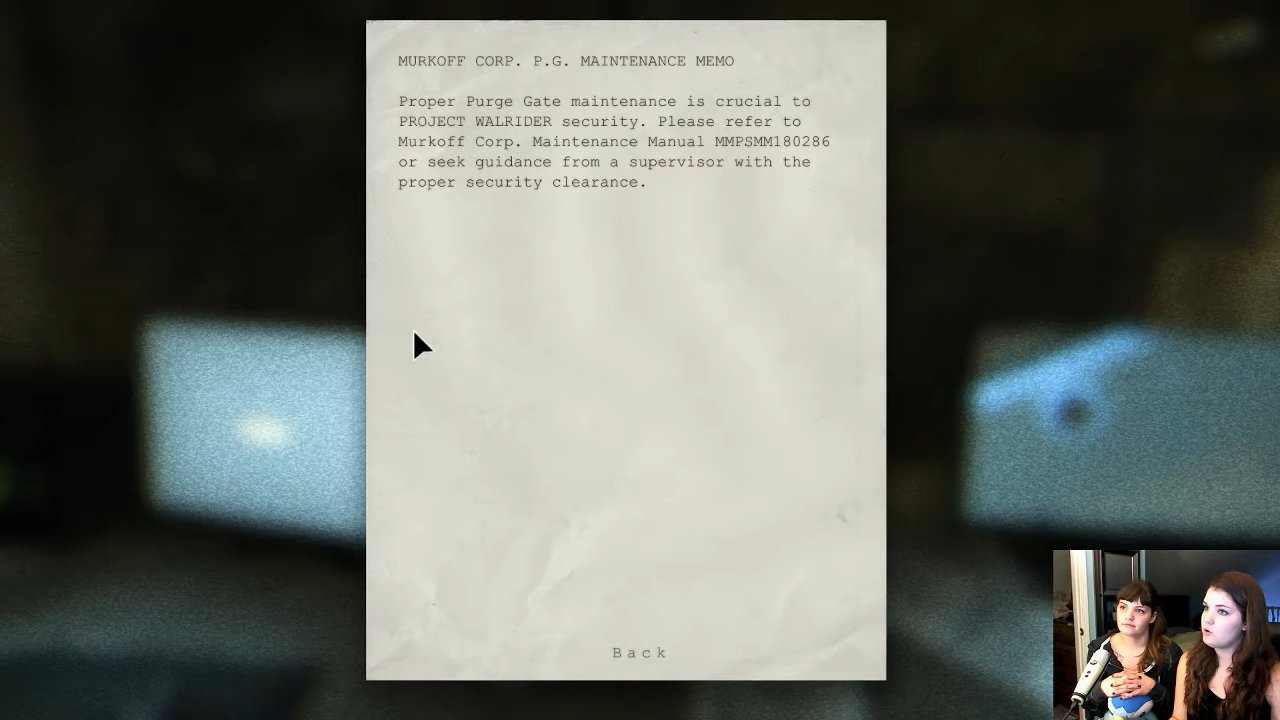 MURKOFF CORP. P.G. MAINTENANCE MEMO
Proper Purge Gate maintenance is crucial to
PROJECT WALRIDER security. Please refer to
Murkoff Corp. Maintenance Manual MMPSMM180286
or seek guidance from a supervisor with the
proper security clearance.
Back